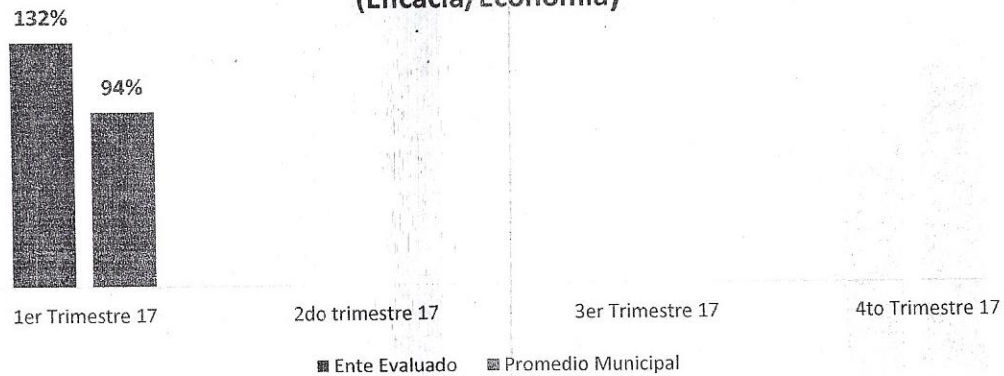 (Eficacia/Economía)
132%
94%
1er Trimestre 17
2do trimestre 17
3er Trimestre 17
4to Trimestre 17
Ente Evaluado
Promedio Municipal